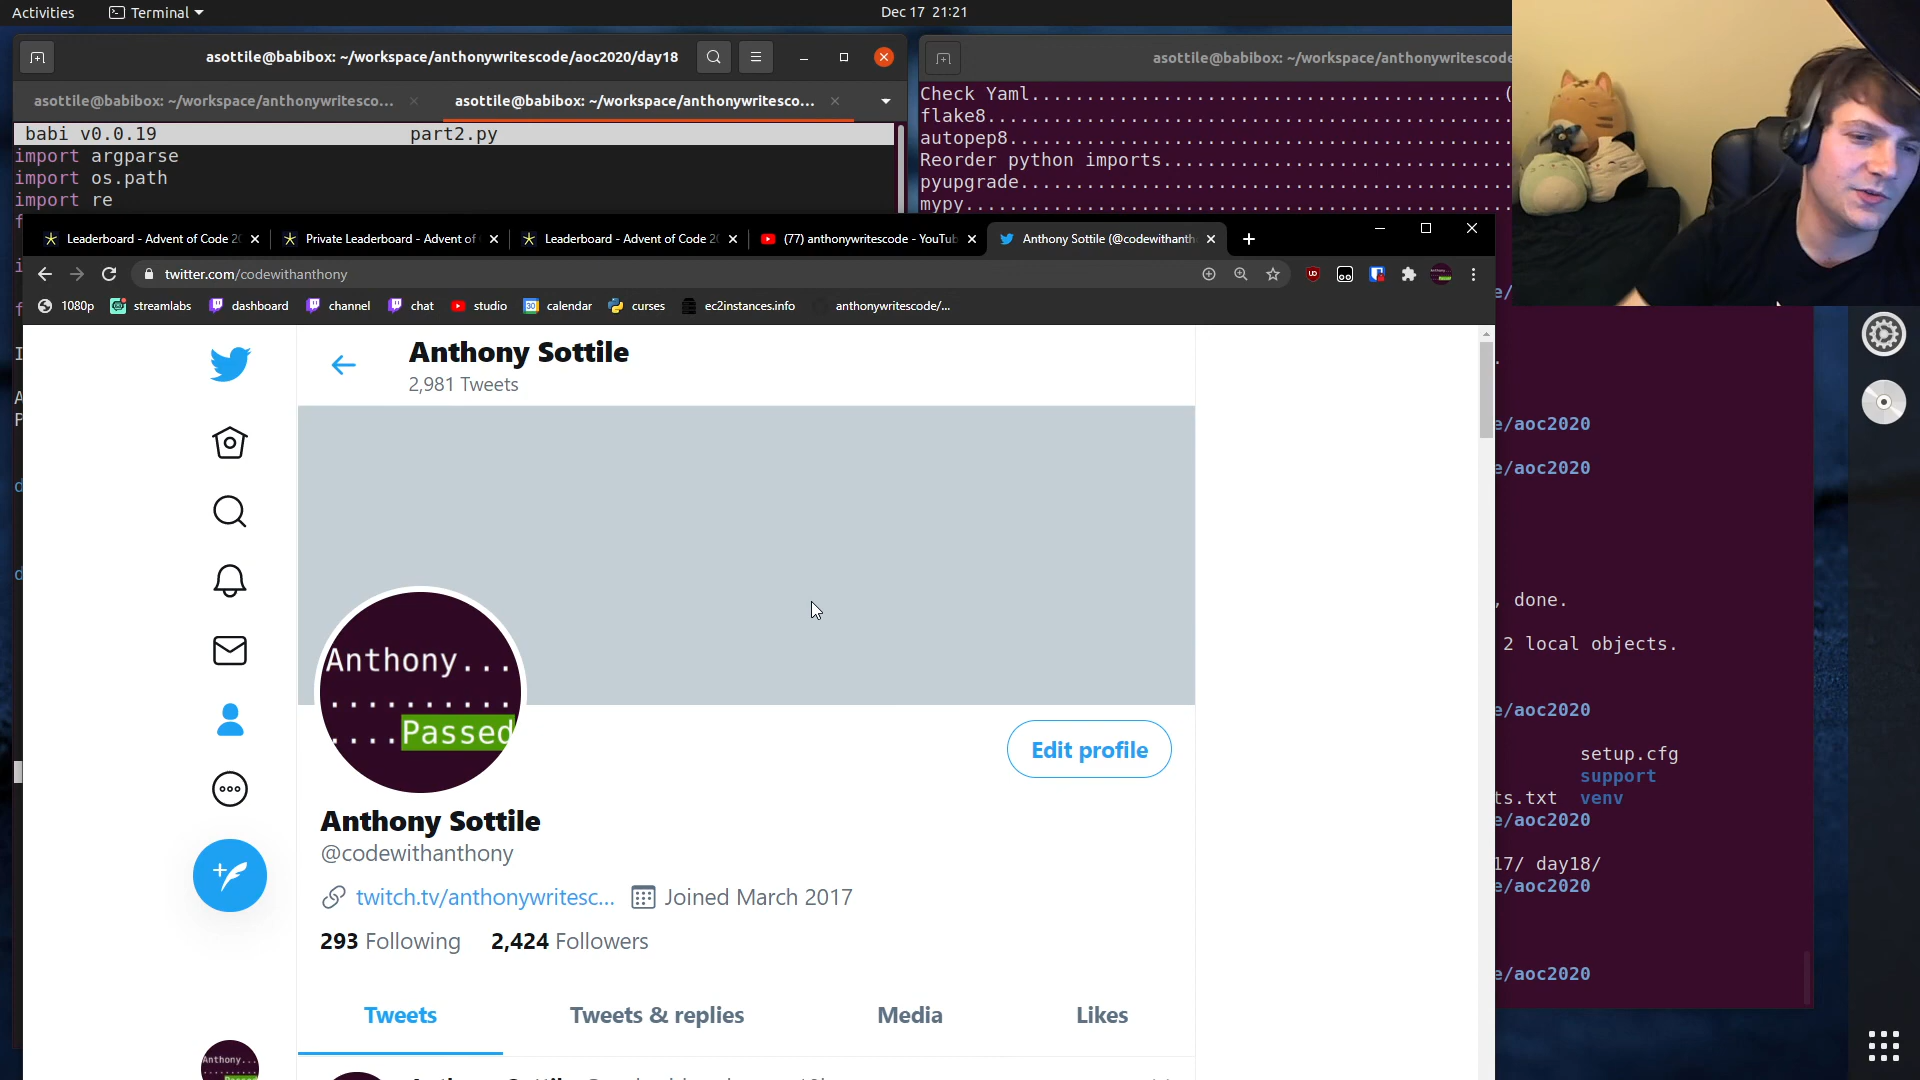 Activities
Terminal
Dec 17 21:21
asottile@babibox: ~/workspace/anthonywritescode/aoc2020/day18
asottile@babibox: ~/workspace/anthonywritescode
asottile@babibox: ~/workspace/anthonywritesco...
asottile@babibox: ~/workspace/anthonywritesco...
babi v0.0.19
part2.py
import argparse
import os.path
import re
Check Yaml...........................................(
flake8...............................................
autopep8.............................................
Reorder python imports...............................
pyupgrade............................................
mypy.................................................
Leaderboard - Advent of Code 2
Private Leaderboard - Advent of
Leaderboard - Advent of Code 2
(77) anthonywritescode - YouTub
Anthony Sottile (@codewithanth
twitter.com/codewithanthony
1080p
streamlabs
dashboard
channel
chat
studio
calendar
curses
ec2instances.info
anthonywritescode/...
Anthony Sottile
2,981 Tweets
Anthony...
..........
....Passed
Edit profile
Anthony Sottile
@codewithanthony
twitch.tv/anthonywritesc...
Joined March 2017
293 Following
2,424 Followers
Tweets
Tweets & replies
Media
Likes
e/aoc2020
e/aoc2020
, done.
2 local objects.
e/aoc2020
setup.cfg
support
ts.txt venv
e/aoc2020
17/ day18/
e/aoc2020
e/aoc2020